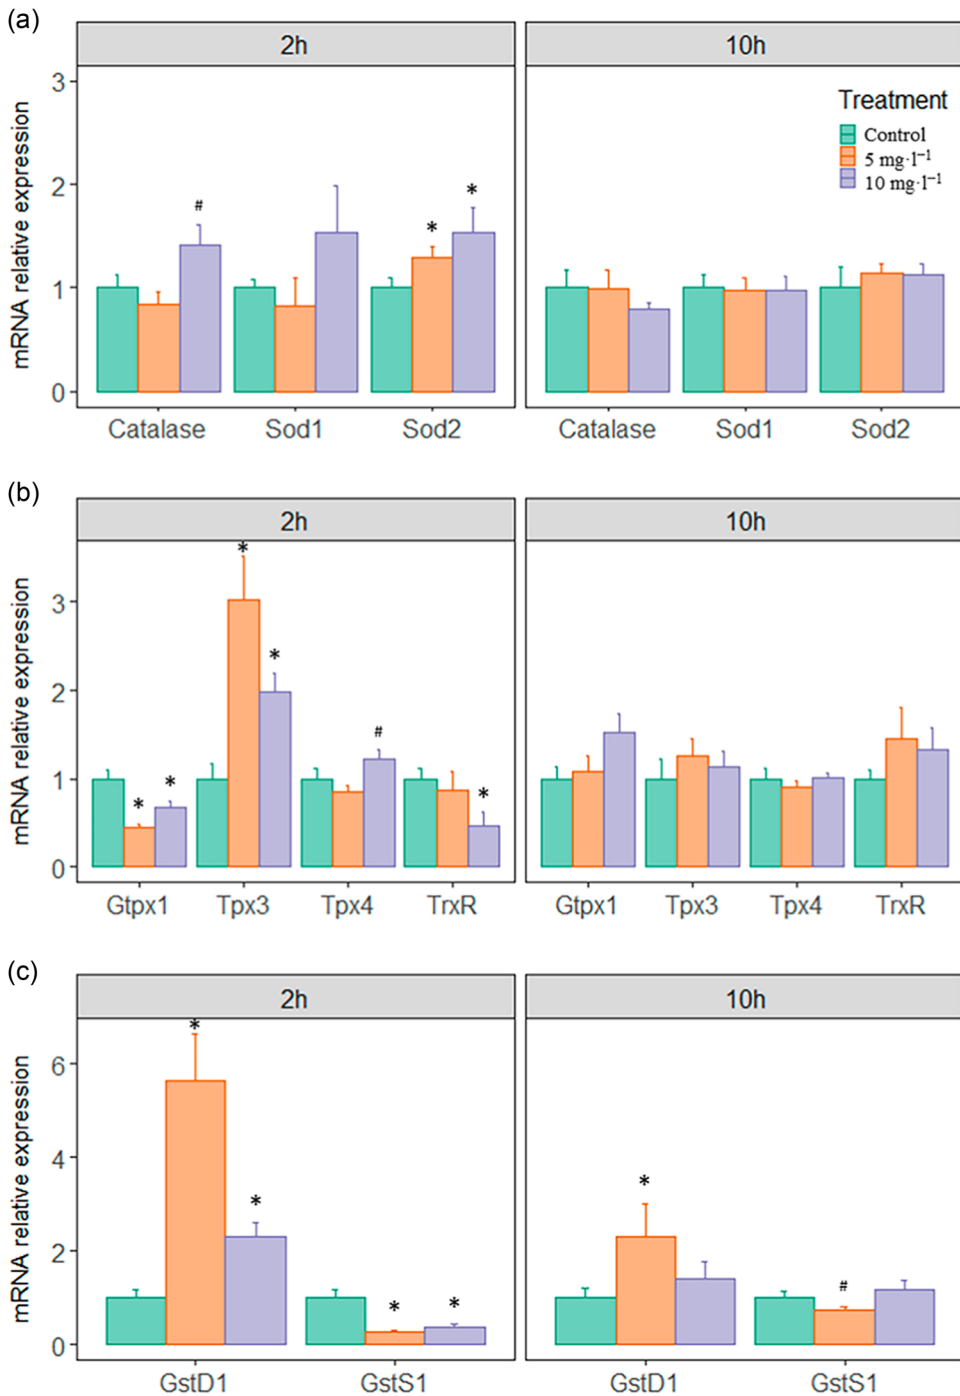 (a)
2h
10h
mRNA relative expression
3
2
1
0
#
*
*
Treatment
Control
5 mg·l⁻¹
10 mg·l⁻¹
Catalase
Sod1
Sod2
Catalase
Sod1
Sod2
(b)
2h
10h
mRNA relative expression
3
2
1
0
*
*
*
*
#
*
Gtpx1
Tpx3
Tpx4
TrxR
Gtpx1
Tpx3
Tpx4
TrxR
(c)
2h
10h
mRNA relative expression
6
4
2
0
*
*
*
*
*
#
GstD1
GstS1
GstD1
GstS1